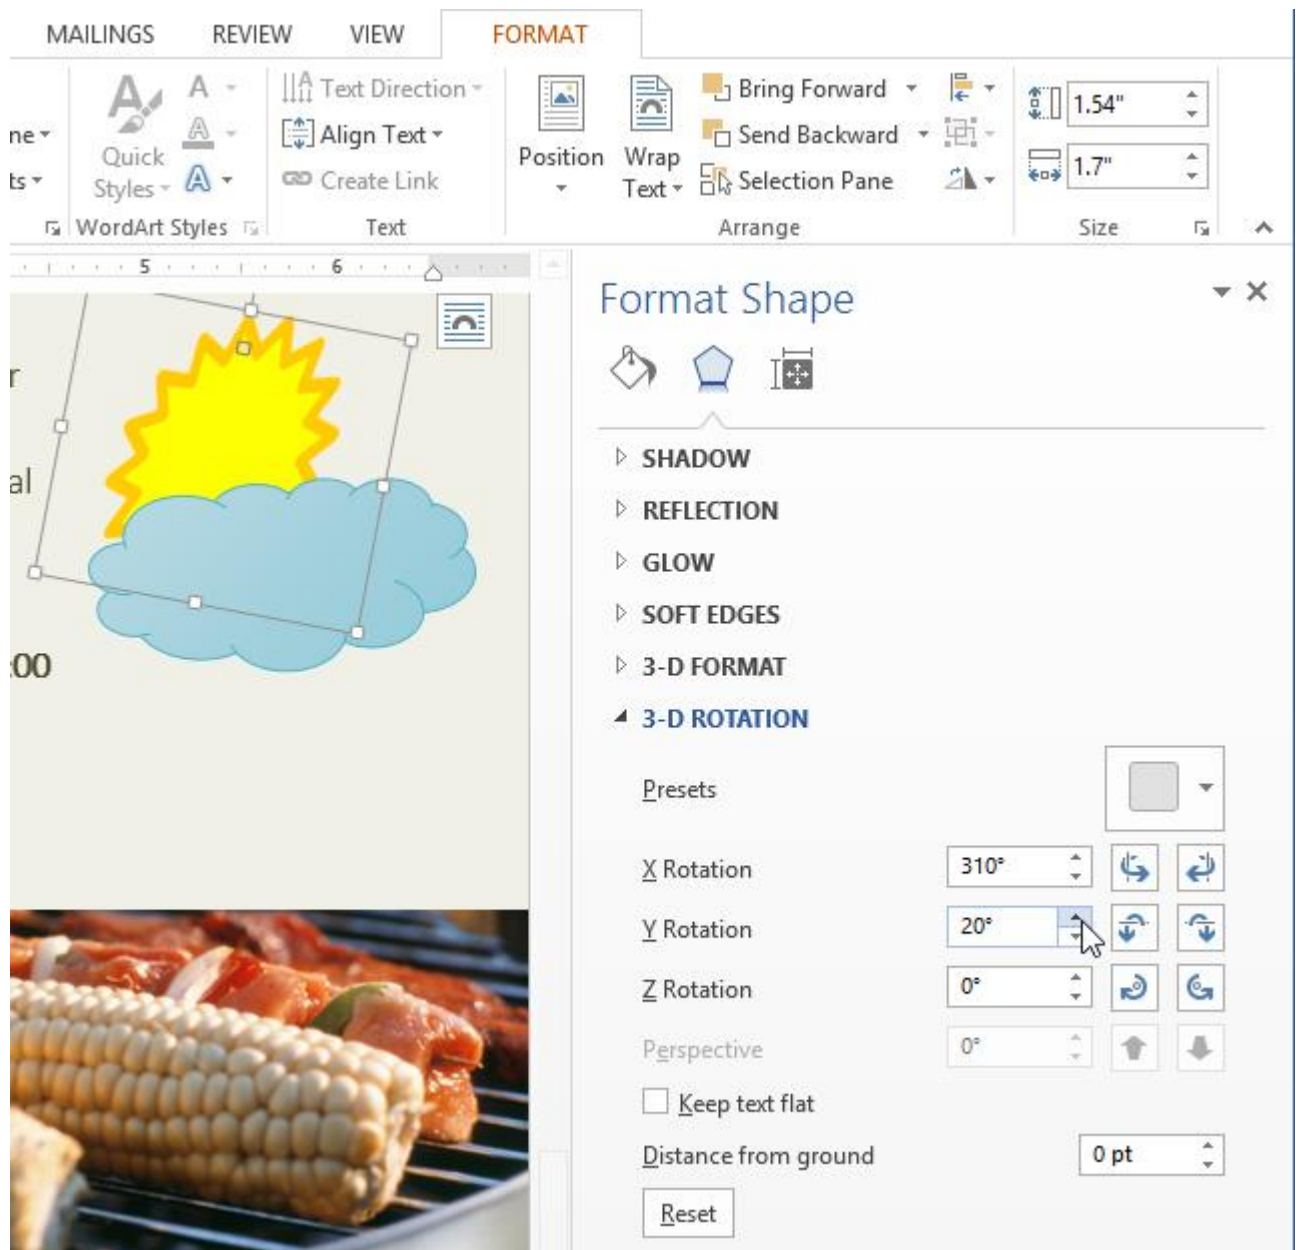 MAILINGS REVIEW VIEW FORMAT
A A Text Direction 1.54"
Bring Forward
ne A Align Text Send Backward
Quick Position Wrap 1.7"
ts Styles A Create Link Text Selection Pane
WordArt Styles Text Arrange Size
5 6
Format Shape
r
SHADOW
al
REFLECTION
GLOW
SOFT EDGES
:00
3-D FORMAT
3-D ROTATION
Presets
X Rotation 310°
Y Rotation 20°
Z Rotation 0°
Perspective 0°
Keep text flat
Distance from ground 0 pt
Reset